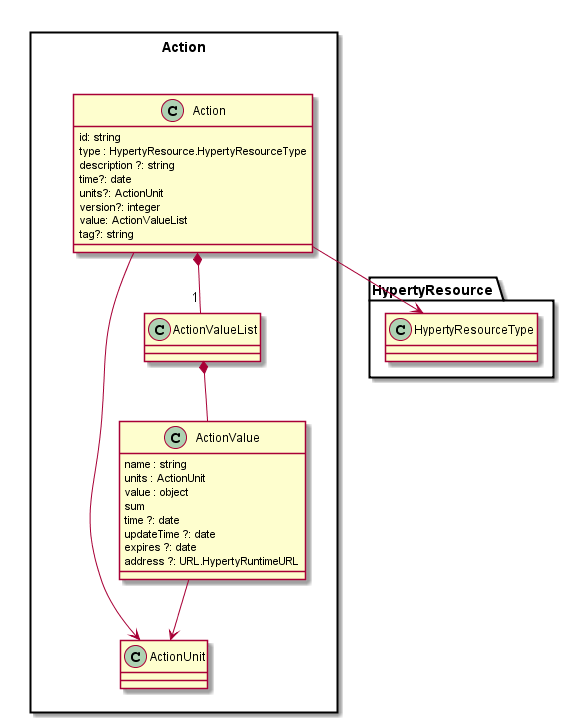 Action
C Action
id: string
type : HypertyResource.HypertyResourceType
description ?: string
time?: date
units?: ActionUnit
version?: integer
value: ActionValueList
tag?: string
1
HypertyResource
C ActionValueList
C HypertyResourceType
C ActionValue
name : string
units : ActionUnit
value : object
sum
time ?: date
updateTime ?: date
expires ?: date
address ?: URL.HypertyRuntimeURL
C ActionUnit